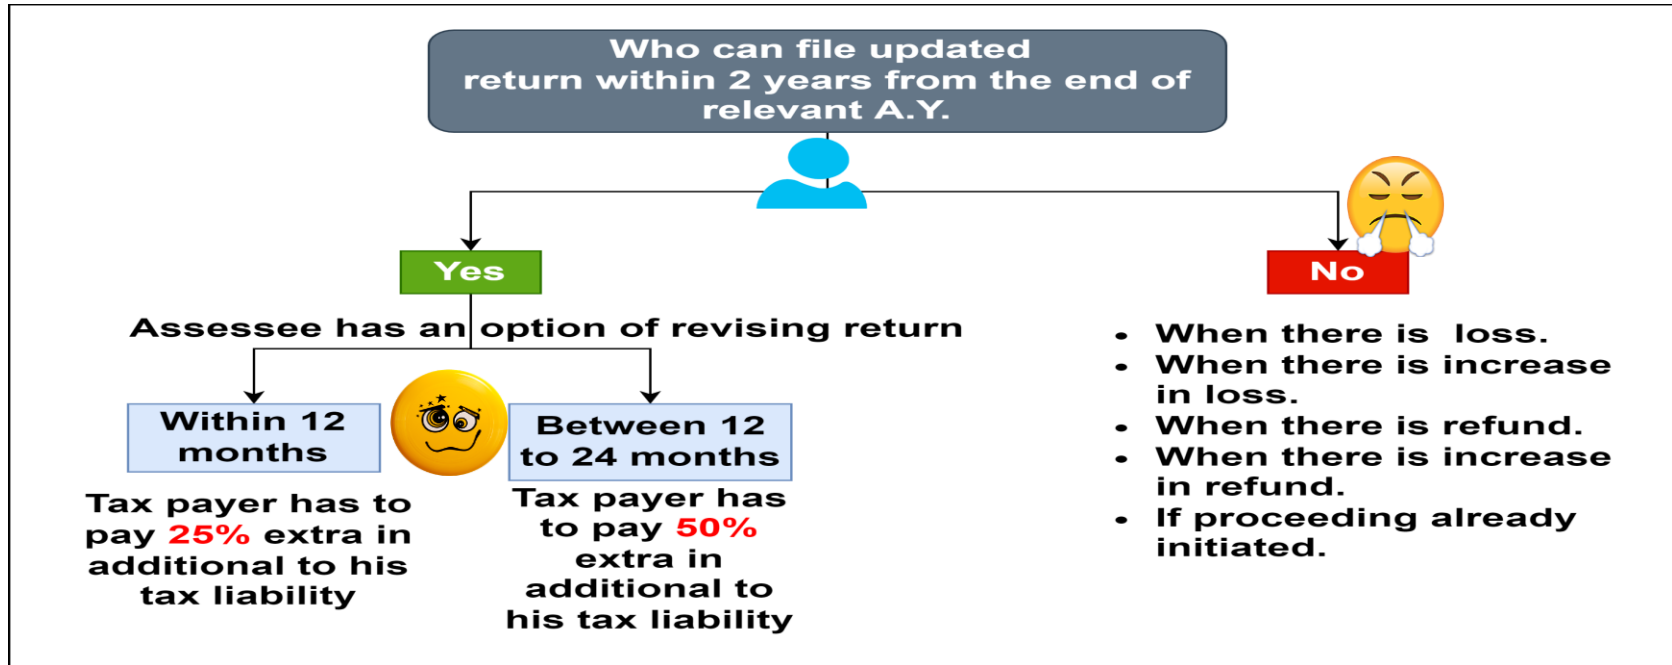 Who can file updated
return within 2 years from the end of
relevant A.Y.
Yes
No
Assessee has an option of revising return
Within 12
months
Between 12
to 24 months
Tax payer has to
pay 25% extra in
additional to his
tax liability
Tax payer has
to pay 50%
extra in
additional to
his tax liability
• When there is loss.
• When there is increase
in loss.
• When there is refund.
• When there is increase
in refund.
• If proceeding already
initiated.